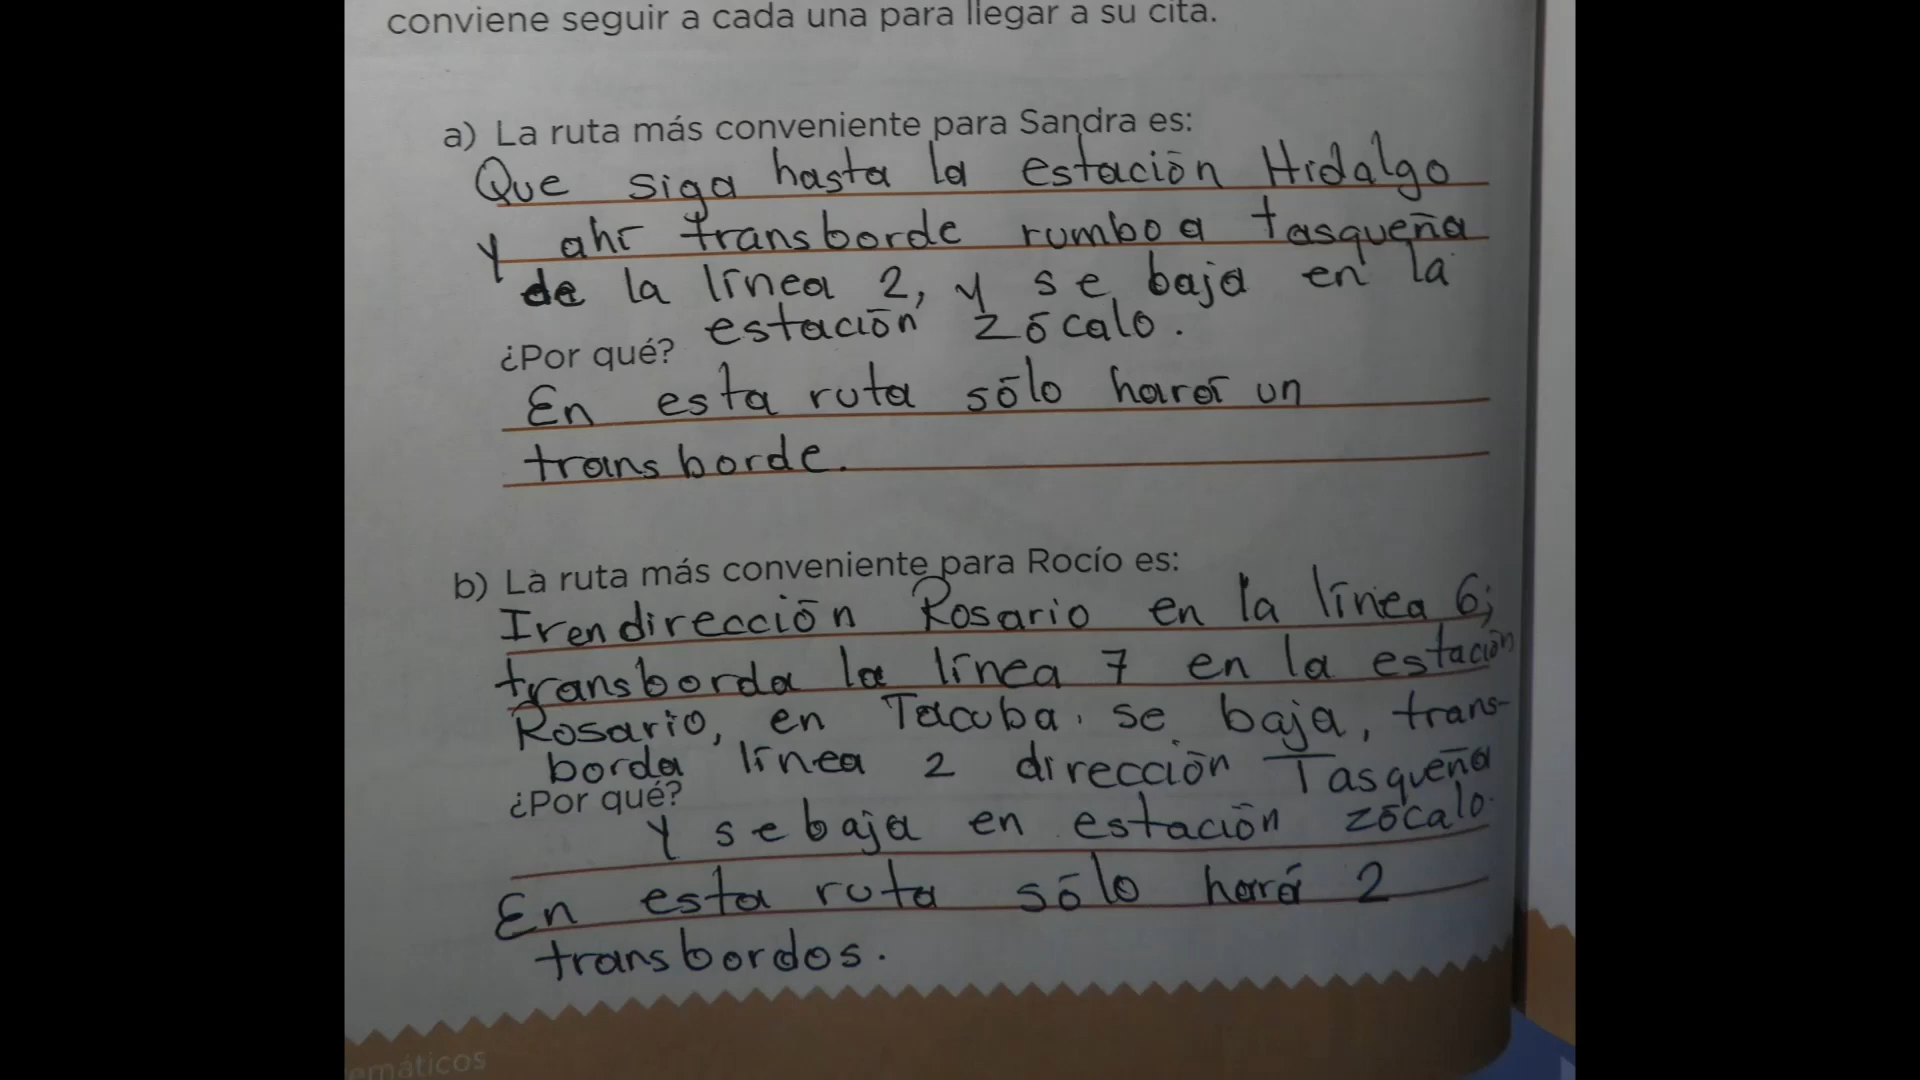 conviene seguir a cada una para llegar a su cita.
a) La ruta más conveniente para Sandra es:
Que siga hasta la estación Hidalgo
y ahí transborde rumbo a tasqueña
de la línea 2, y se baja en la
estación zócalo.
¿Por qué?
En esta ruta sólo hará un
transborde.
b) La ruta más conveniente para Rocío es:
Ir en dirección Rosario en la línea 6;
transborda la línea 7 en la estación
Rosario, en Tacuba, se baja, trans-
borda línea 2 dirección Tasqueña
¿Por qué?
y se baja en estación zócalo.
En esta ruta sólo hará 2
transbordos.
emáticos